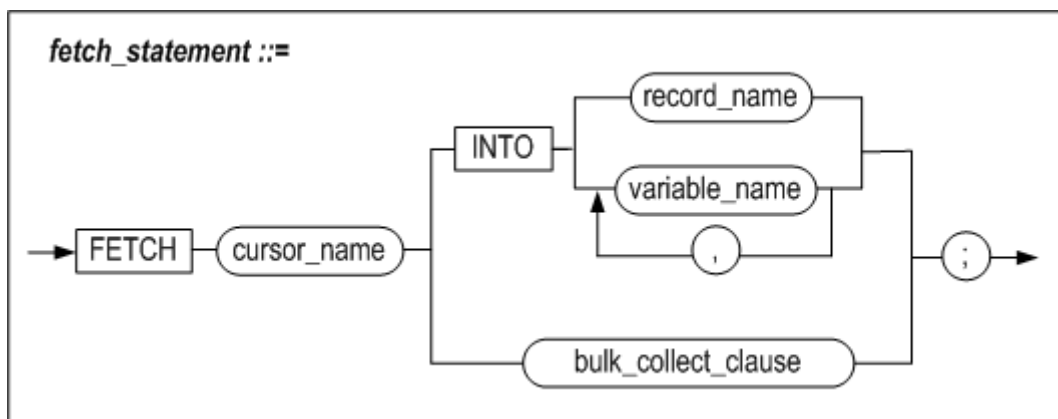 fetch_statement ::=
record_name
INTO
variable_name
FETCH cursor_name , ;
bulk_collect_clause